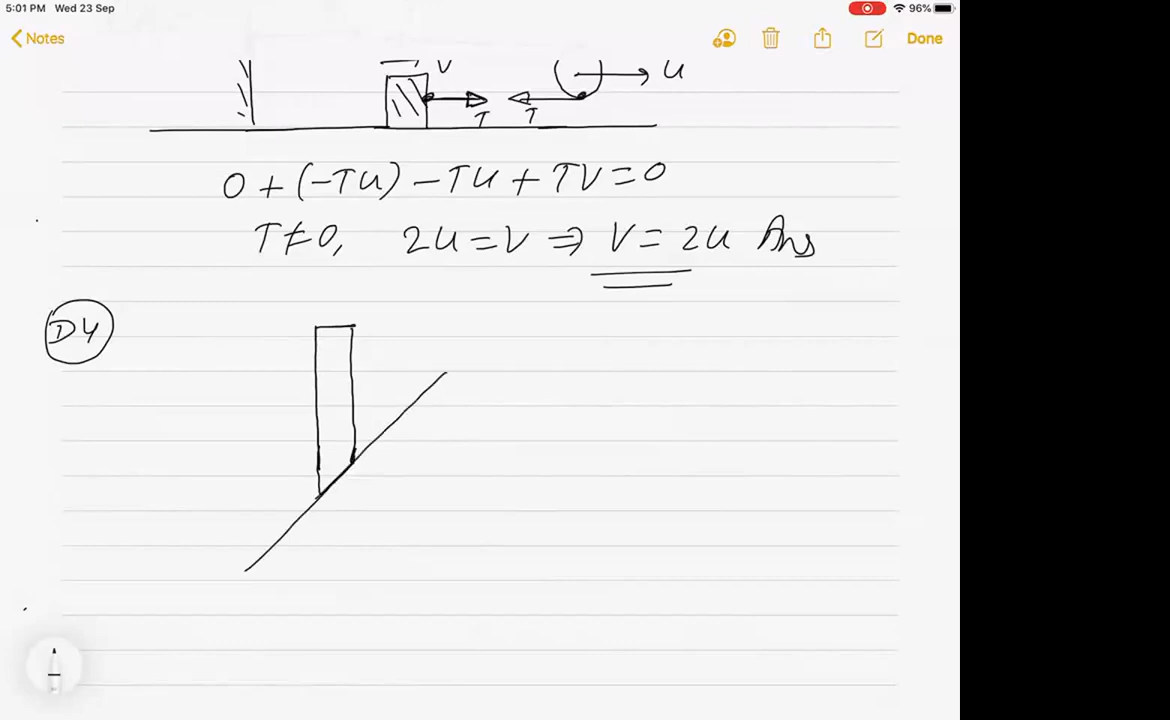 5:01 PM Wed 23 Sep
96%
Notes
Done
V
U
T T
0 + (-TU) - TU + TV = 0
T ≠ 0, 2U = V ⇒ V = 2U Ans
D4